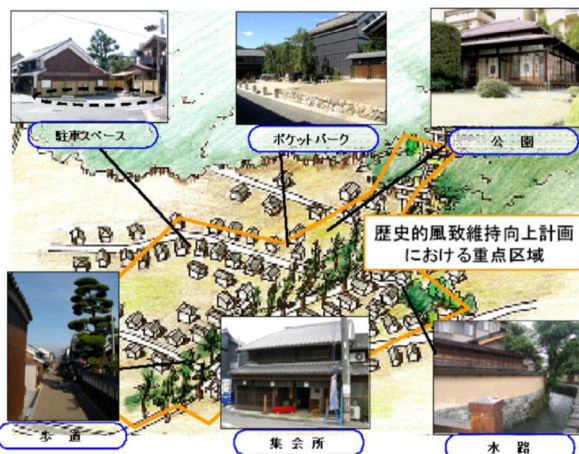 駐車スペース
ポケットパーク
公園
歴史的風致維持向上計画
における重点区域
歩道
集会所
水路